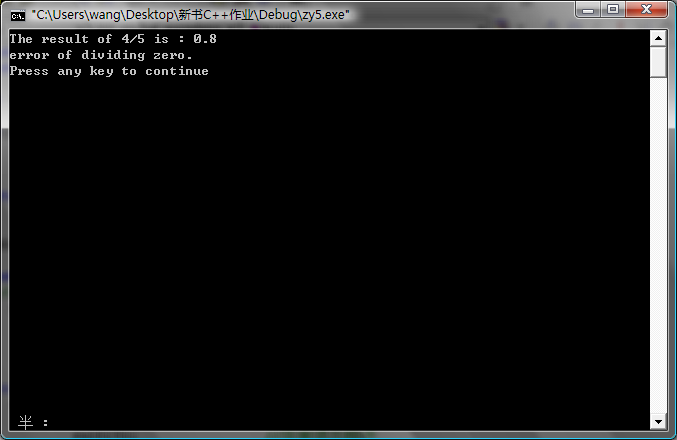 "C:\Users\wang\Desktop\新书C++作业\Debug\zy5.exe"
The result of 4/5 is : 0.8
error of dividing zero.
Press any key to continue
半 :